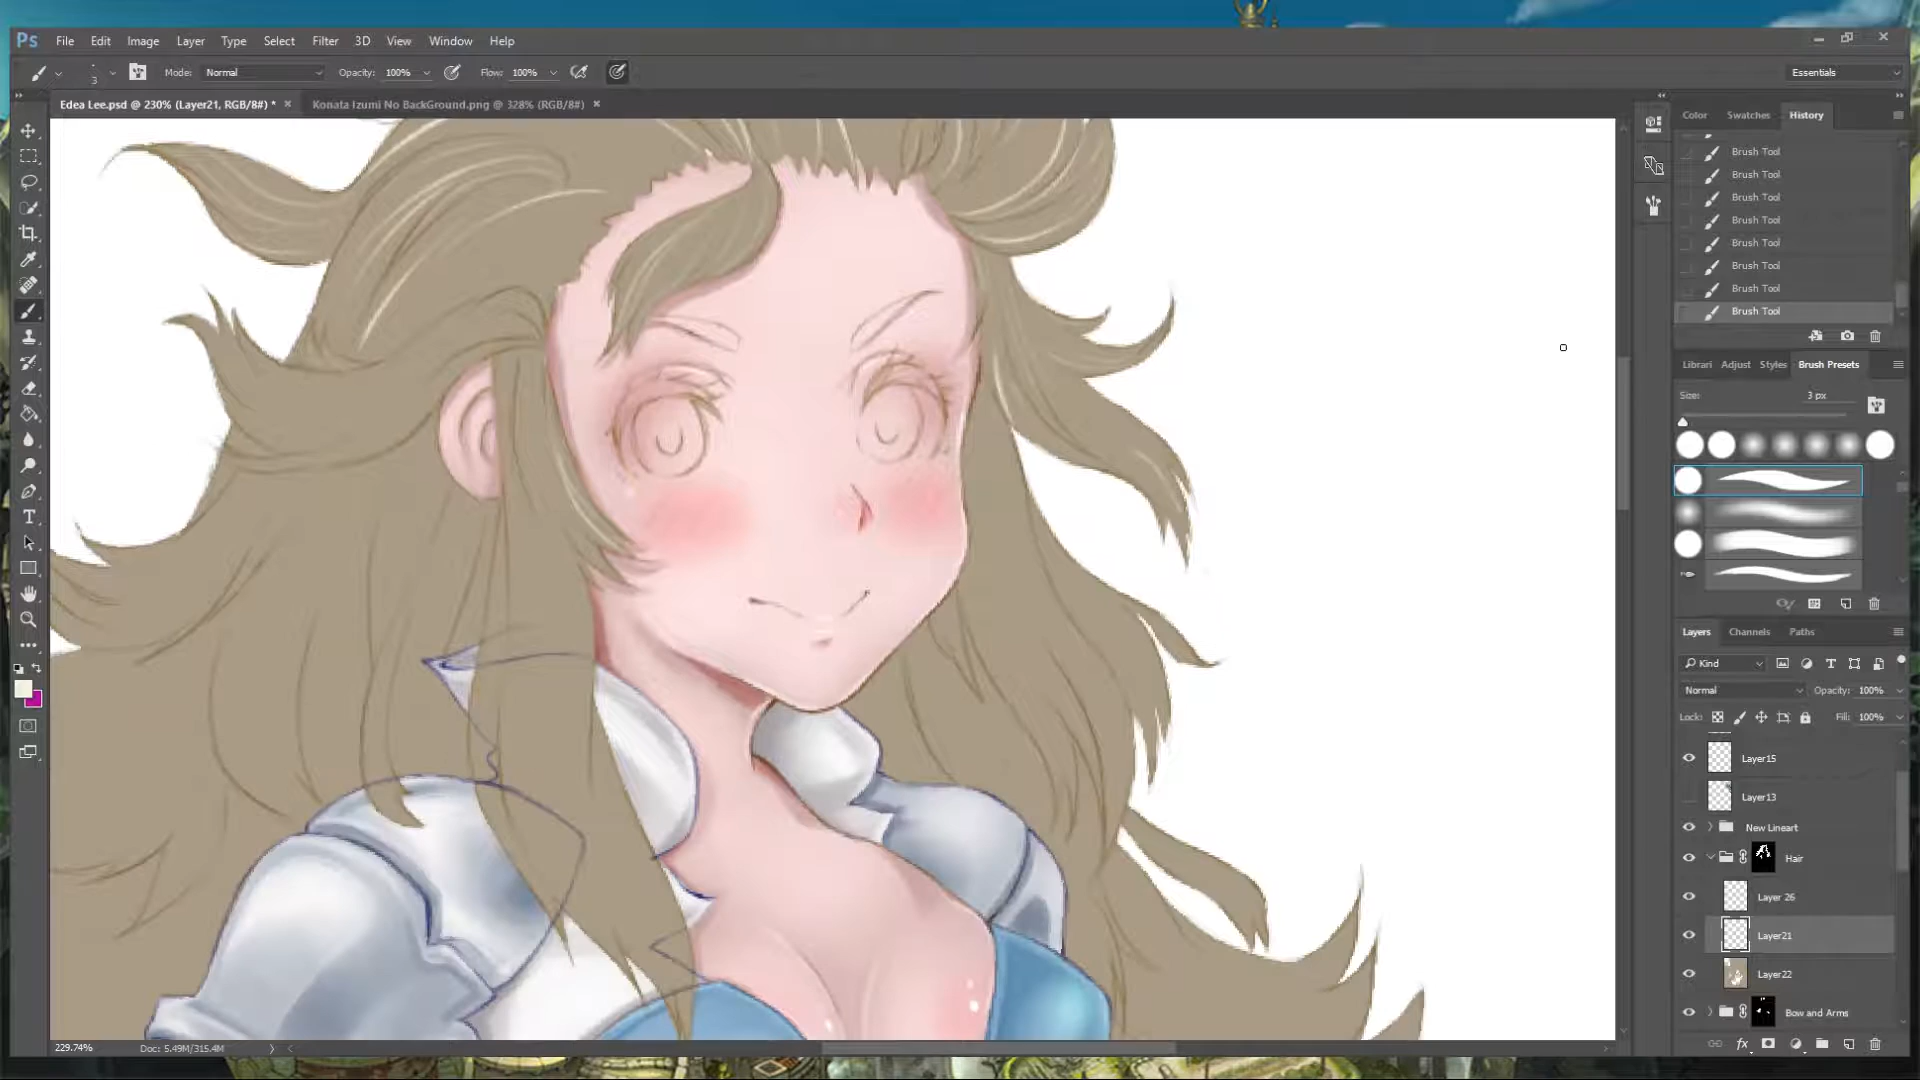 Ps File Edit Image Layer Type Select Filter 3D View Window Help
3 Mode: Normal Opacity: 100% Flow: 100% Essentials
Edea Lee.psd @ 230% (Layer21, RGB/8#) * × Konata Izumi No BackGround.png @ 328% (RGB/8#) ×
Color Swatches History
Brush Tool
Brush Tool
Brush Tool
Brush Tool
Brush Tool
Brush Tool
Brush Tool
Brush Tool
Librari Adjust Styles Brush Presets
Size: 3 px
Layers Channels Paths
Kind
Normal Opacity: 100%
Lock: Fill: 100%
Layer15
Layer13
New Lineart
Hair
Layer 26
Layer21
Layer22
Bow and Arms
fx
229.74% Doc: 5.49M/315.4M